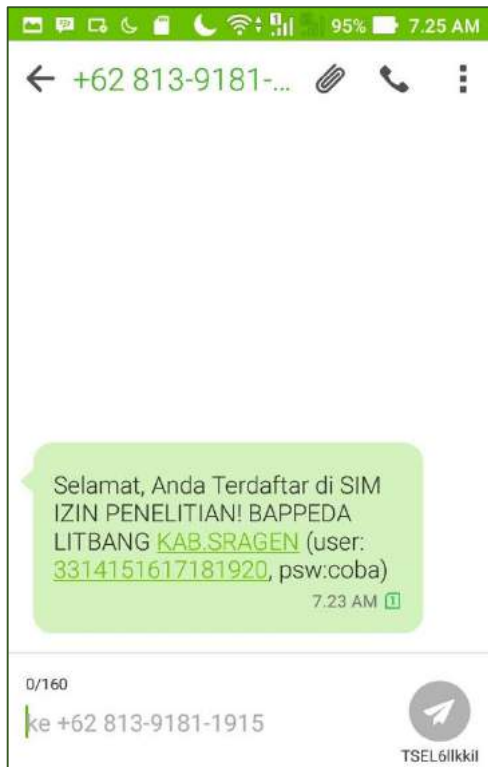 95% 7.25 AM
+62 813-9181-...
Selamat, Anda Terdaftar di SIM
IZIN PENELITIAN! BAPPEDA
LITBANG KAB.SRAGEN (user:
3314151617181920, psw:coba)
7.23 AM 1
0/160
ke +62 813-9181-1915